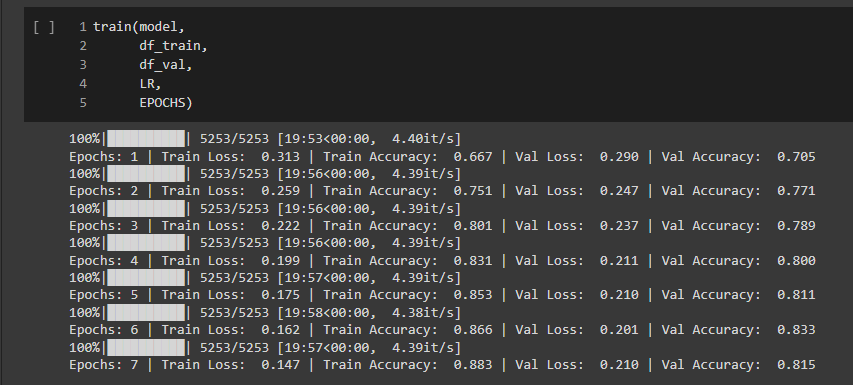 [ ] 1 train(model,
2 df_train,
3 df_val,
4 LR,
5 EPOCHS)
100%|██████████| 5253/5253 [19:53<00:00, 4.40it/s]
Epochs: 1 | Train Loss: 0.313 | Train Accuracy: 0.667 | Val Loss: 0.290 | Val Accuracy: 0.705
100%|██████████| 5253/5253 [19:56<00:00, 4.39it/s]
Epochs: 2 | Train Loss: 0.259 | Train Accuracy: 0.751 | Val Loss: 0.247 | Val Accuracy: 0.771
100%|██████████| 5253/5253 [19:56<00:00, 4.39it/s]
Epochs: 3 | Train Loss: 0.222 | Train Accuracy: 0.801 | Val Loss: 0.237 | Val Accuracy: 0.789
100%|██████████| 5253/5253 [19:56<00:00, 4.39it/s]
Epochs: 4 | Train Loss: 0.199 | Train Accuracy: 0.831 | Val Loss: 0.211 | Val Accuracy: 0.800
100%|██████████| 5253/5253 [19:57<00:00, 4.39it/s]
Epochs: 5 | Train Loss: 0.175 | Train Accuracy: 0.853 | Val Loss: 0.210 | Val Accuracy: 0.811
100%|██████████| 5253/5253 [19:58<00:00, 4.38it/s]
Epochs: 6 | Train Loss: 0.162 | Train Accuracy: 0.866 | Val Loss: 0.201 | Val Accuracy: 0.833
100%|██████████| 5253/5253 [19:57<00:00, 4.39it/s]
Epochs: 7 | Train Loss: 0.147 | Train Accuracy: 0.883 | Val Loss: 0.210 | Val Accuracy: 0.815